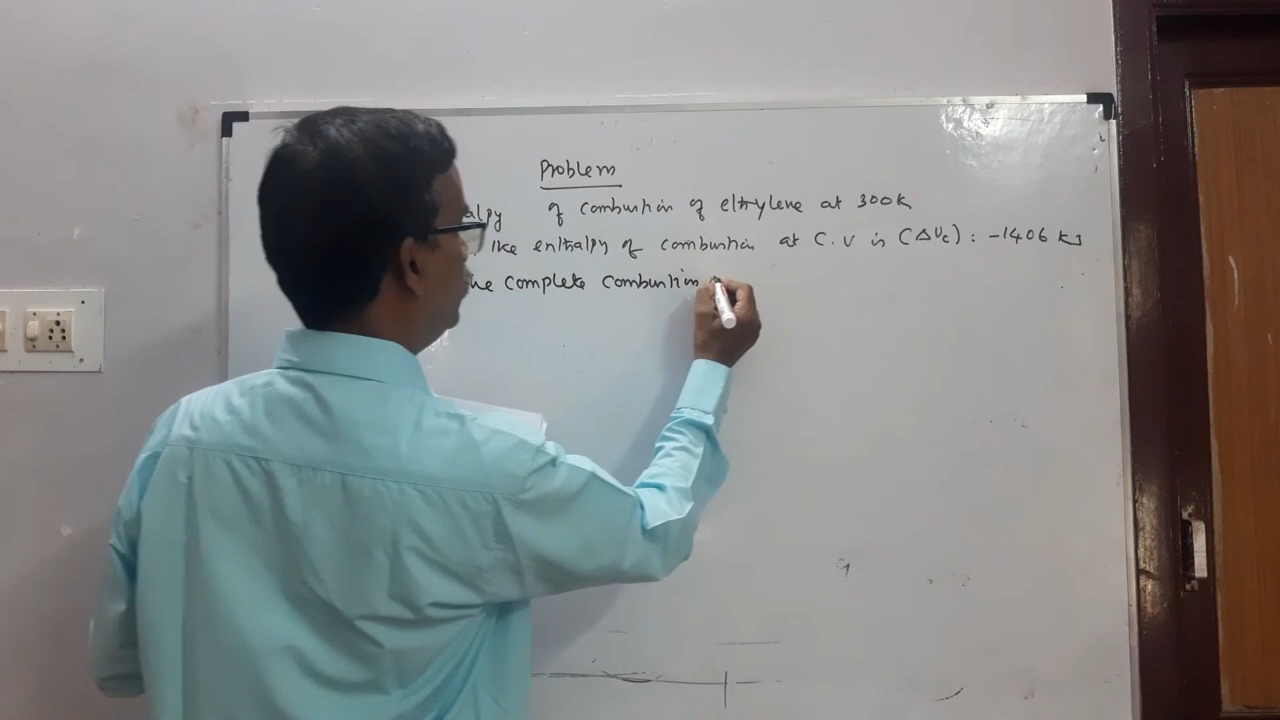 Problem
alpy of combustion of eltrylene at 300K
the enthalpy of combustion at C.V is (ΔUc): -1406 kJ
he complete combustion